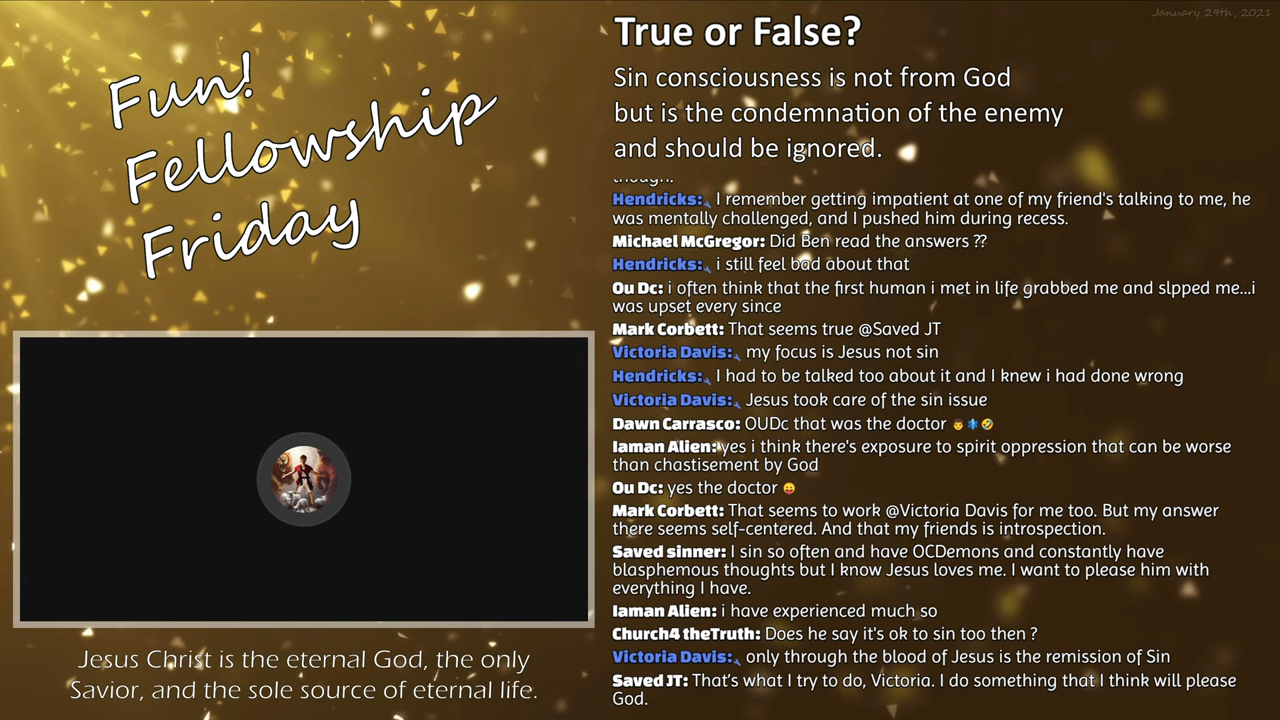 January 29th, 2021
Fun!
Fellowship
Friday
Jesus Christ is the eternal God, the only
Savior, and the sole source of eternal life.
True or False?
Sin consciousness is not from God
but is the condemnation of the enemy
and should be ignored.
though.
Hendricks: I remember getting impatient at one of my friend's talking to me, he
was mentally challenged, and I pushed him during recess.
Michael McGregor: Did Ben read the answers ??
Hendricks: i still feel bad about that
Ou Dc: i often think that the first human i met in life grabbed me and slpped me...i
was upset every since
Mark Corbett: That seems true @Saved JT
Victoria Davis: my focus is Jesus not sin
Hendricks: I had to be talked too about it and I knew i had done wrong
Victoria Davis: Jesus took care of the sin issue
Dawn Carrasco: OUDc that was the doctor
Iaman Alien: yes i think there's exposure to spirit oppression that can be worse
than chastisement by God
Ou Dc: yes the doctor 😛
Mark Corbett: That seems to work @Victoria Davis for me too. But my answer
there seems self-centered. And that my friends is introspection.
Saved sinner: I sin so often and have OCDemons and constantly have
blasphemous thoughts but I know Jesus loves me. I want to please him with
everything I have.
Iaman Alien: i have experienced much so
Church4 theTruth: Does he say it's ok to sin too then ?
Victoria Davis: only through the blood of Jesus is the remission of Sin
Saved JT: That's what I try to do, Victoria. I do something that I think will please
God.